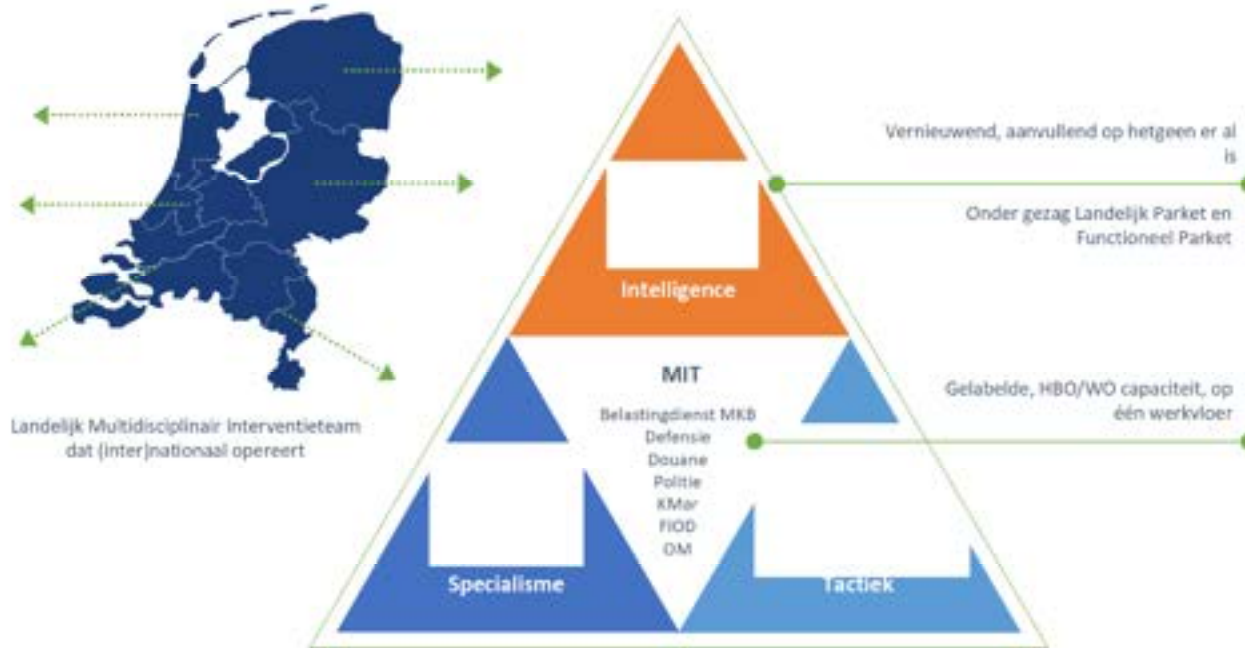 Vernieuwend, aanvullend op hetgeen er al
is
Onder gezag Landelijk Parket en
Functioneel Parket
Intelligence
MIT
Belastingdienst MKB
Defensie
Douane
Politie
KMar
FIOD
OM
Gelabelde, HBO/WO capaciteit, op
één werkvloer
Landelijk Multidisciplinair Interventieteam
dat (inter)nationaal opereert
Specialisme
Tactiek